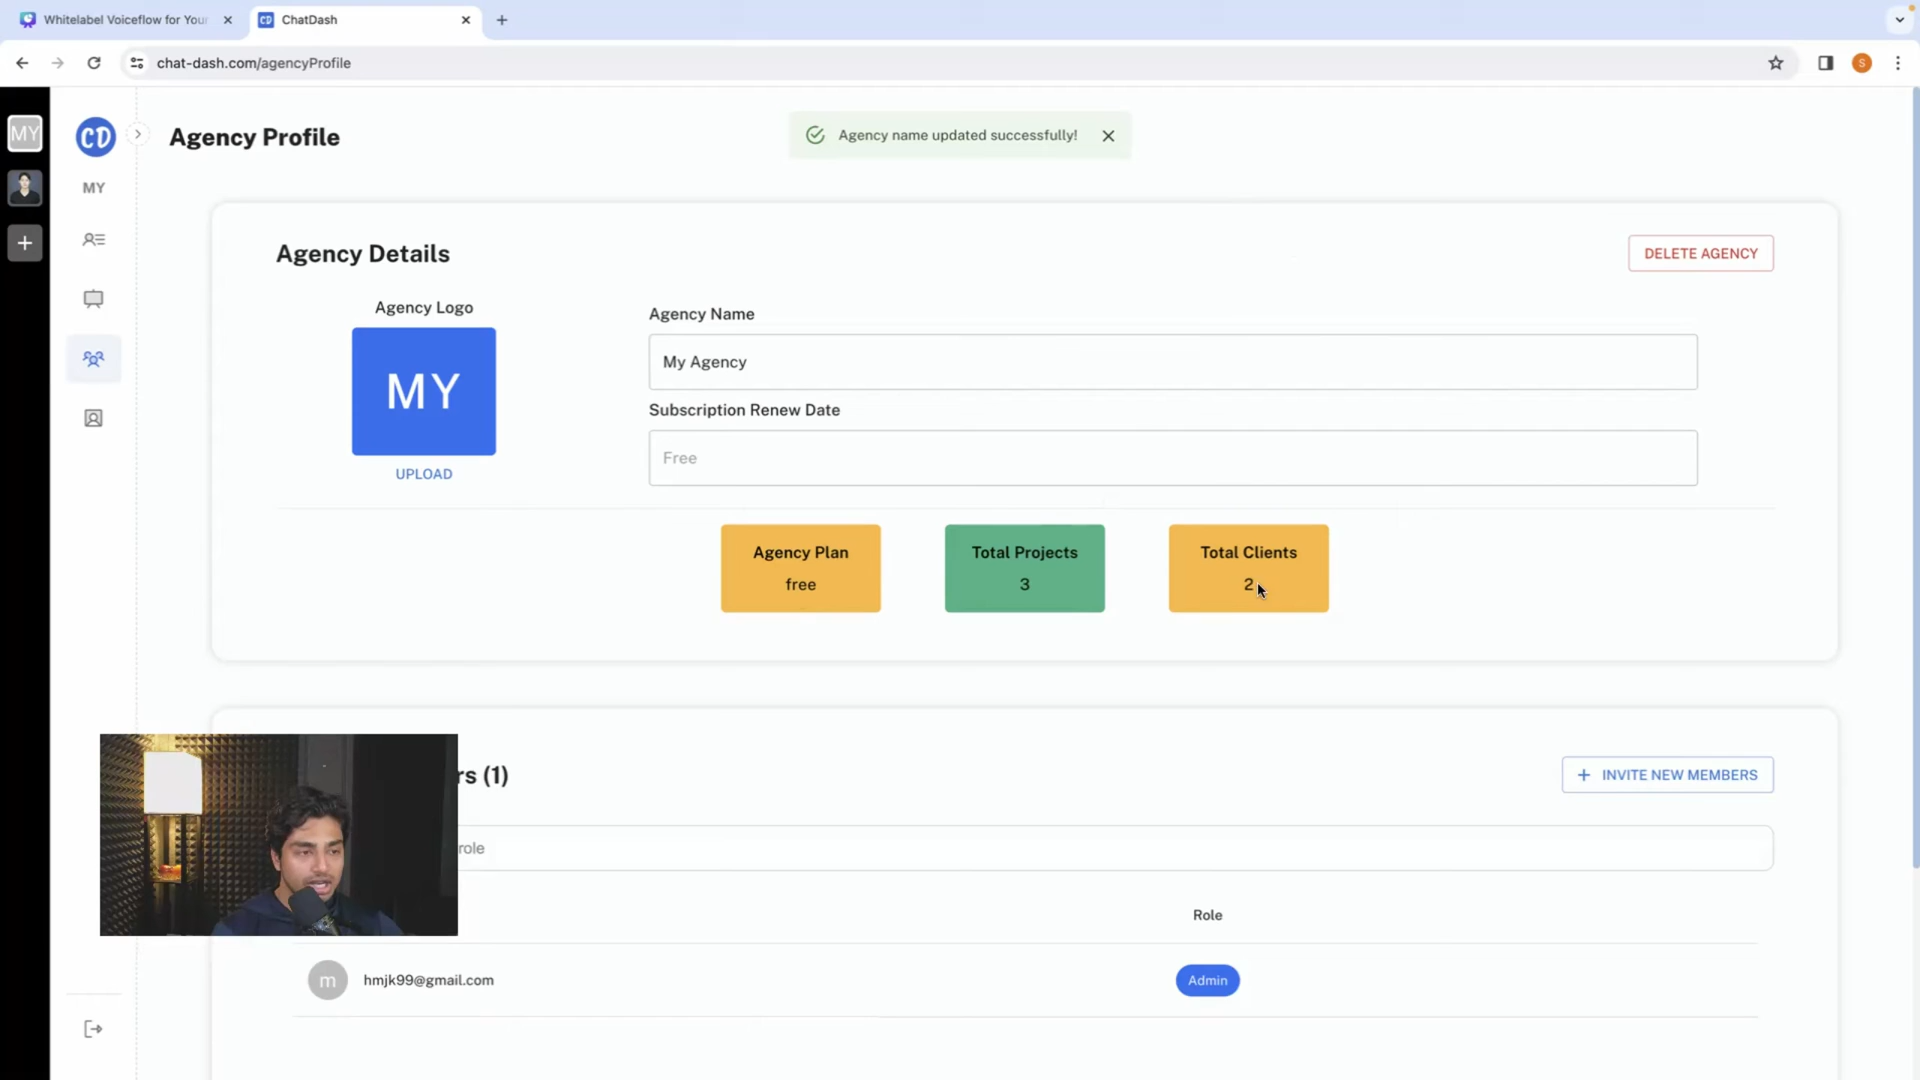 Whitelabel Voiceflow for Your
CD ChatDash
chat-dash.com/agencyProfile
S
MY
CD
Agency Profile
Agency name updated successfully!
MY
Agency Details
DELETE AGENCY
Agency Logo
MY
UPLOAD
Agency Name
My Agency
Subscription Renew Date
Free
Agency Plan
free
Total Projects
3
Total Clients
2
rs (1)
+ INVITE NEW MEMBERS
role
Role
m hmjk99@gmail.com
Admin